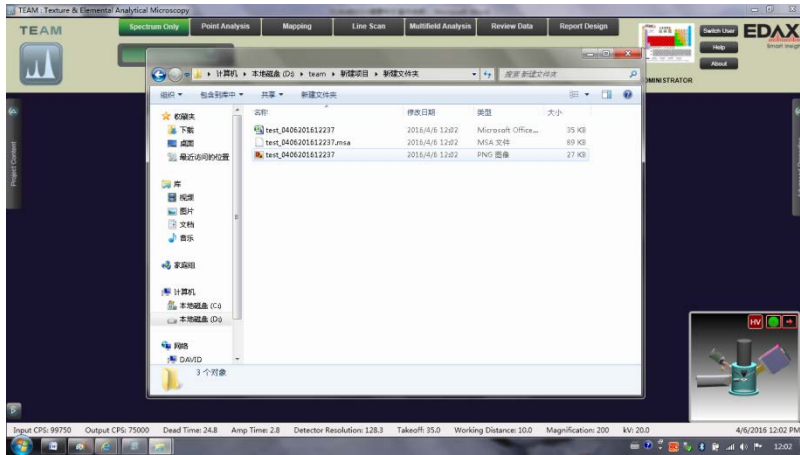 TEAM : Texture & Elemental Analytical Microscopy
TEAM
Spectrum Only
Point Analysis
Mapping
Line Scan
Multifield Analysis
Review Data
Report Design
Switch User
Help
About
EDAX
Smart Insight
ADMINISTRATOR
Project Content
计算机 ▸ 本地磁盘 (D:) ▸ team ▸ 新建项目 ▸ 新建文件夹
搜索 新建文件夹
组织 包含到库中 共享 新建文件夹
收藏夹
下载
桌面
最近访问的位置
库
视频
图片
文档
音乐
家庭组
计算机
本地磁盘 (C:)
本地磁盘 (D:)
网络
DAVID
名称 修改日期 类型 大小
test_0406201612237 2016/4/6 12:02 Microsoft Office... 35 KB
test_0406201612237.msa 2016/4/6 12:02 MSA 文件 89 KB
test_0406201612237 2016/4/6 12:02 PNG 图像 27 KB
3 个对象
HV
Input CPS: 99750 Output CPS: 75000 Dead Time: 24.8 Amp Time: 2.8 Detector Resolution: 128.3 Takeoff: 35.0 Working Distance: 10.0 Magnification: 200 kV: 20.0 4/6/2016 12:02 PM
12:02